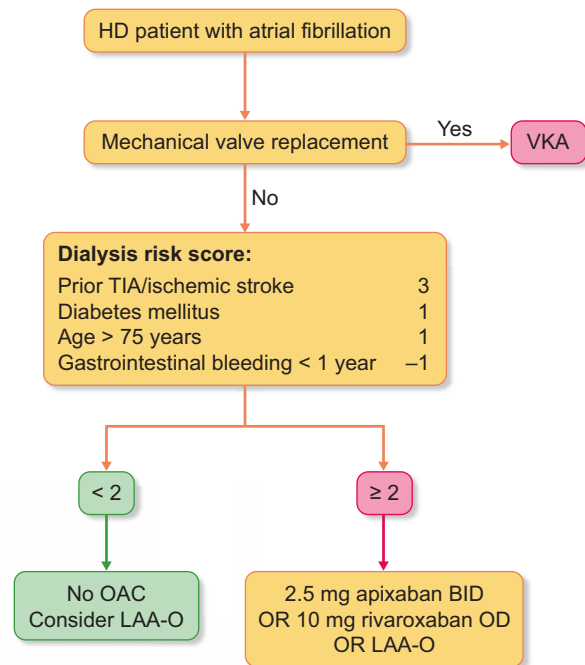 HD patient with atrial fibrillation
Mechanical valve replacement
Yes
VKA
No
Dialysis risk score:
Prior TIA/ischemic stroke 3
Diabetes mellitus 1
Age > 75 years 1
Gastrointestinal bleeding < 1 year –1
< 2
≥ 2
No OAC
Consider LAA-O
2.5 mg apixaban BID
OR 10 mg rivaroxaban OD
OR LAA-O